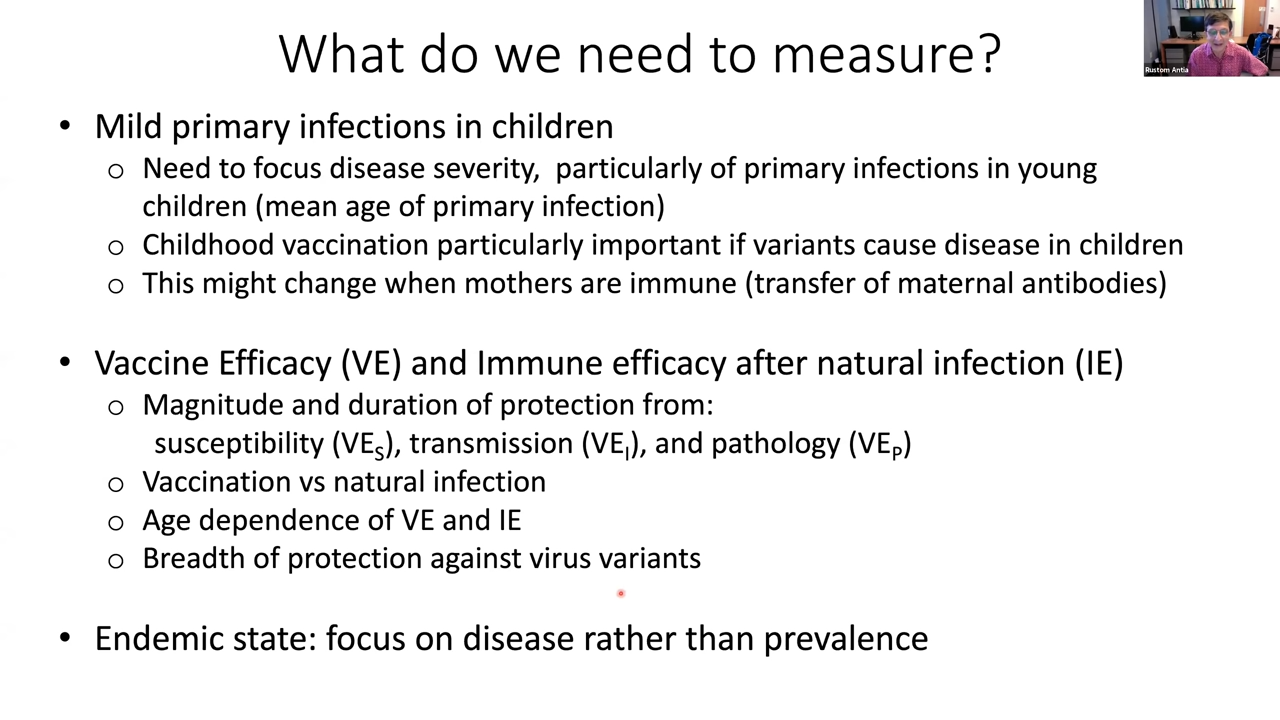 What do we need to measure?
Rustom Antia
• Mild primary infections in children
o Need to focus disease severity, particularly of primary infections in young
children (mean age of primary infection)
o Childhood vaccination particularly important if variants cause disease in children
o This might change when mothers are immune (transfer of maternal antibodies)
• Vaccine Efficacy (VE) and Immune efficacy after natural infection (IE)
o Magnitude and duration of protection from:
susceptibility (VES), transmission (VEI), and pathology (VEP)
o Vaccination vs natural infection
o Age dependence of VE and IE
o Breadth of protection against virus variants
• Endemic state: focus on disease rather than prevalence